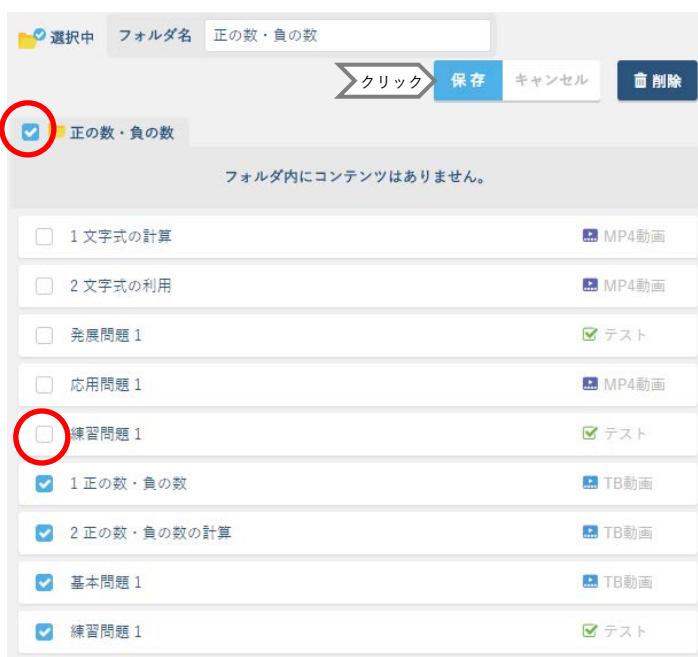 選択中 フォルダ名 正の数・負の数
クリック 保存 キャンセル 削除
正の数・負の数
フォルダ内にコンテンツはありません。
1 文字式の計算 MP4動画
2 文字式の利用 MP4動画
発展問題 1 テスト
応用問題 1 MP4動画
練習問題 1 テスト
1 正の数・負の数 TB動画
2 正の数・負の数の計算 TB動画
基本問題 1 TB動画
練習問題 1 テスト